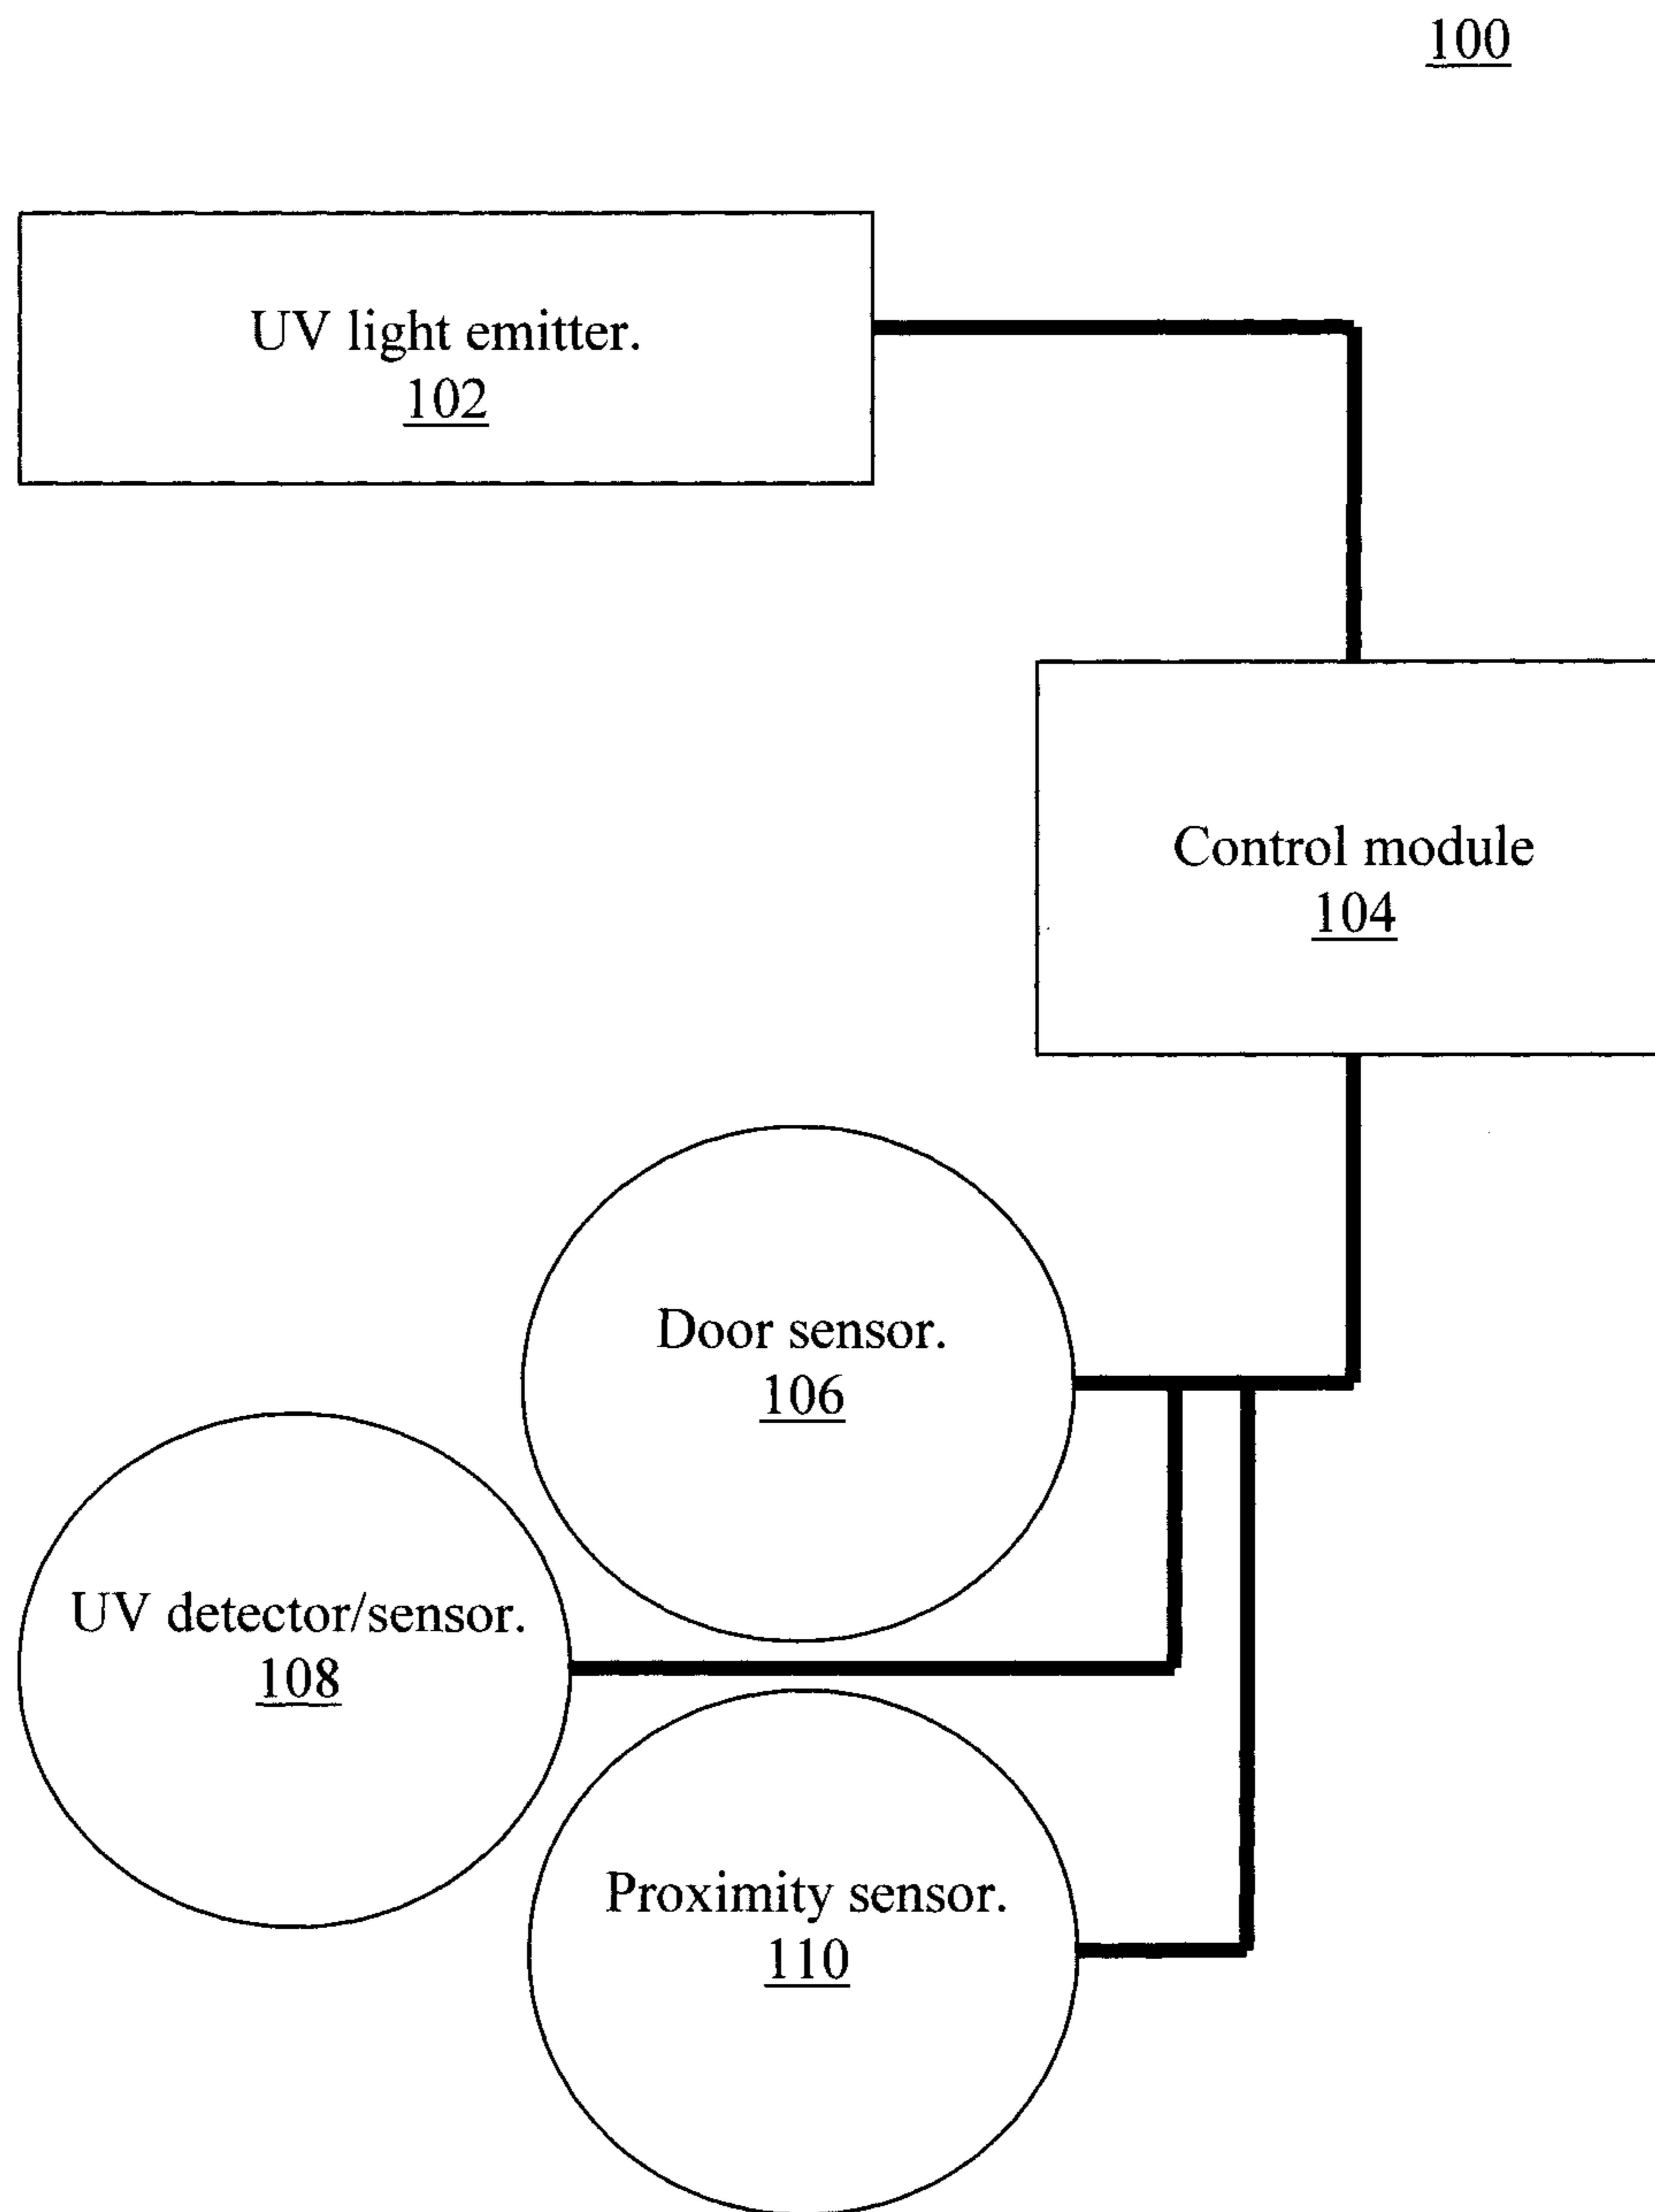 100
UV light emitter.
102
Control module
104
Door sensor.
106
UV detector/sensor.
108
Proximity sensor.
110